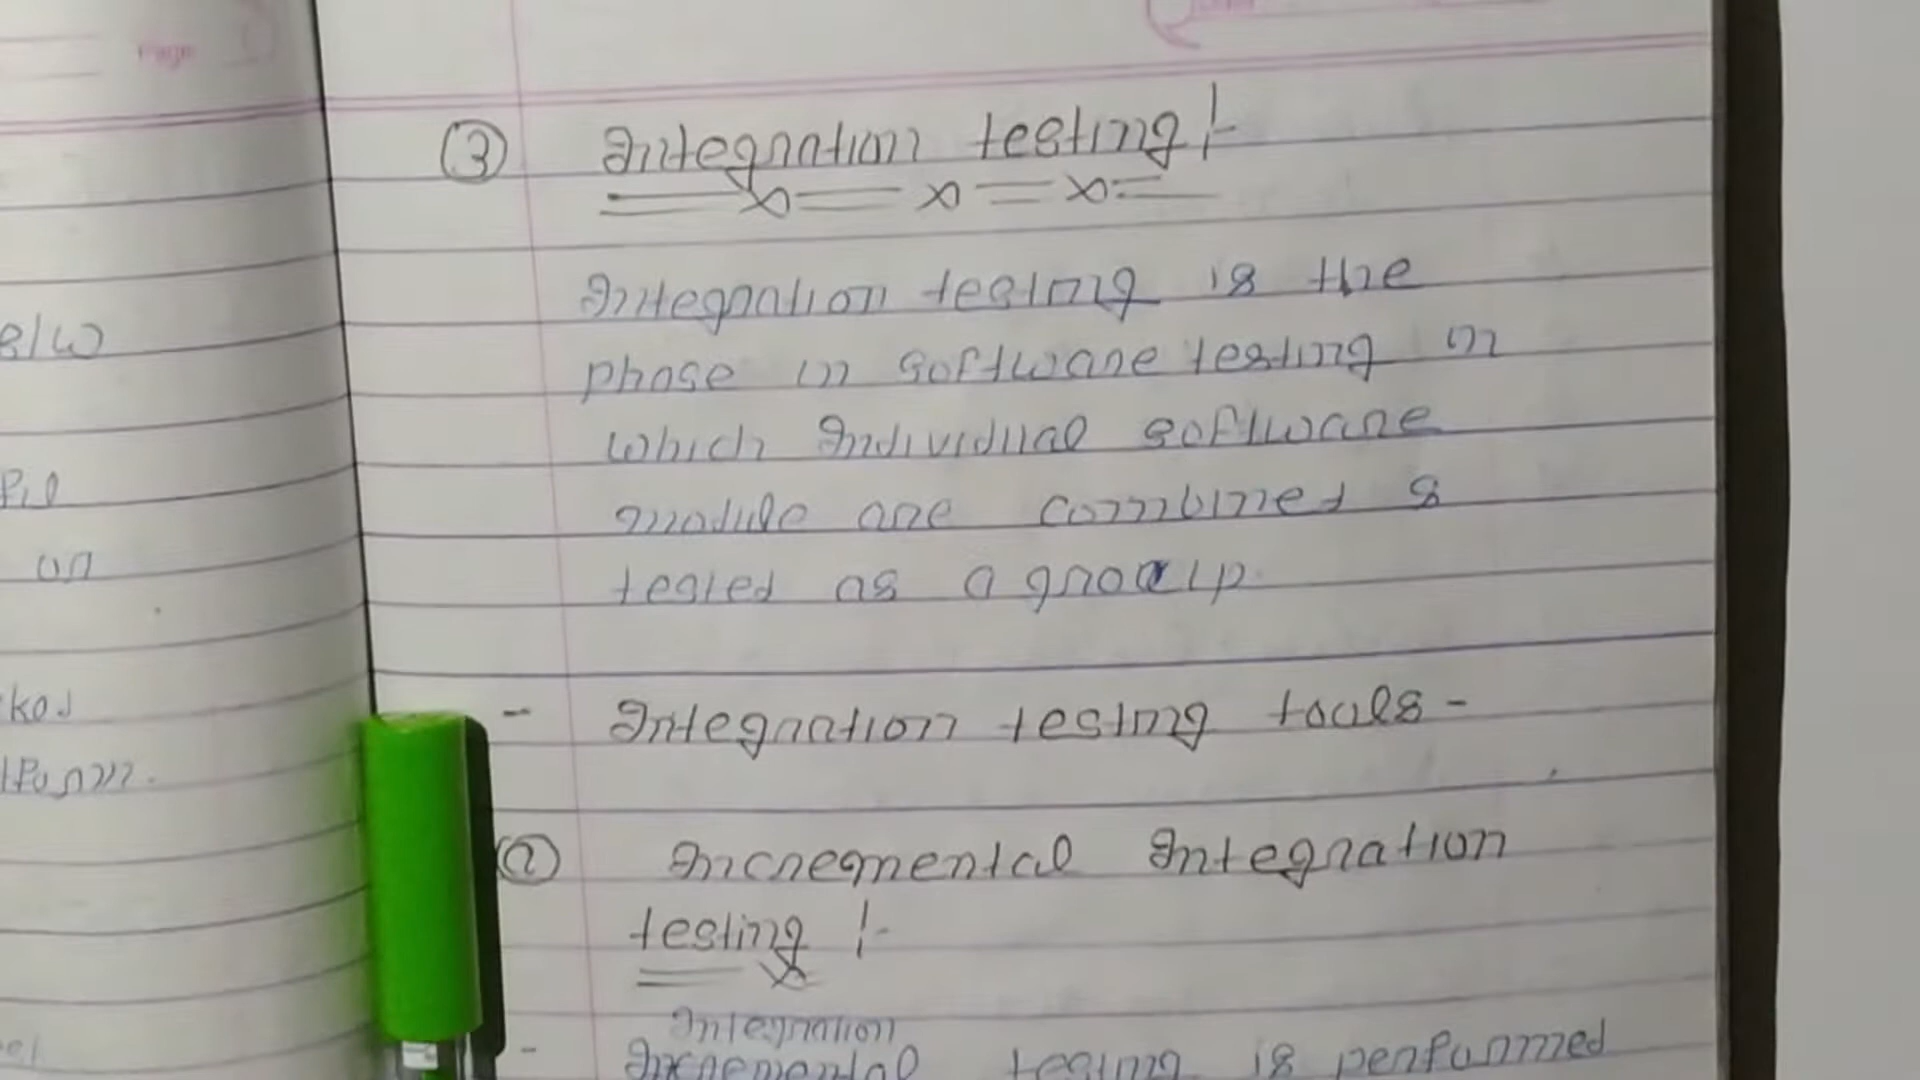 Page
③ Integration testing :-
Integration testing is the
phase in software testing in
which Individual software
module are combined &
tested as a group.
- Integration testing tools -
② Incremental Integration
testing :-
Integration
- Incremental testing is performed